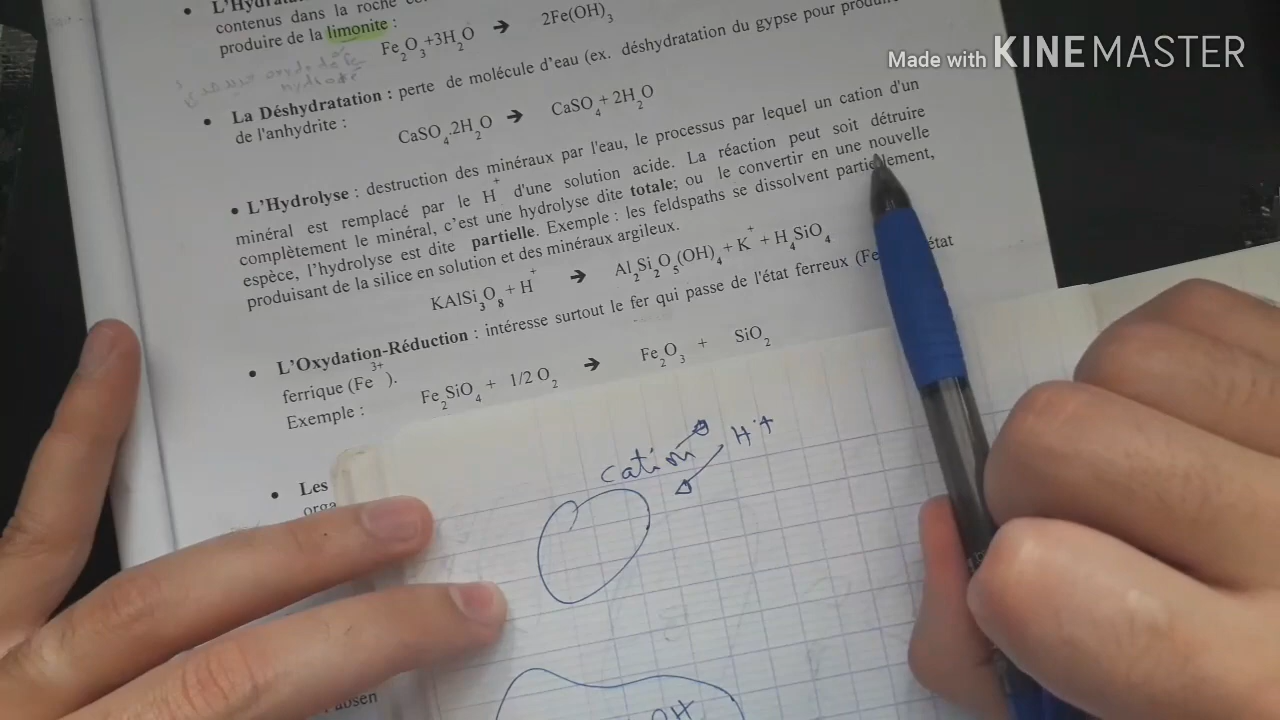 • L'Hydrata
contenus dans la roche
produire de la limonite :
Fe2O3+3H2O → 2Fe(OH)3
• La Déshydratation : perte de molécule d'eau (ex. déshydratation du gypse pour produire
de l'anhydrite :
CaSO4.2H2O → CaSO4+ 2H2O
• L'Hydrolyse : destruction des minéraux par l'eau, le processus par lequel un cation d'un
minéral est remplacé par le H+ d'une solution acide. La réaction peut soit détruire
complètement le minéral, c'est une hydrolyse dite totale; ou le convertir en une nouvelle
espèce, l'hydrolyse est dite partielle. Exemple : les feldspaths se dissolvent partiellement,
produisant de la silice en solution et des minéraux argileux.
KAlSi3O8 + H+ → Al2Si2O5(OH)4 + K+ + H4SiO4
• L'Oxydation-Réduction : intéresse surtout le fer qui passe de l'état ferreux (Fe état
ferrique (Fe3+).
Exemple : Fe2SiO4 + 1/2 O2 → Fe2O3 + SiO2
• Les
orga
absen
cation
H+
OH
Made with KINEMASTER